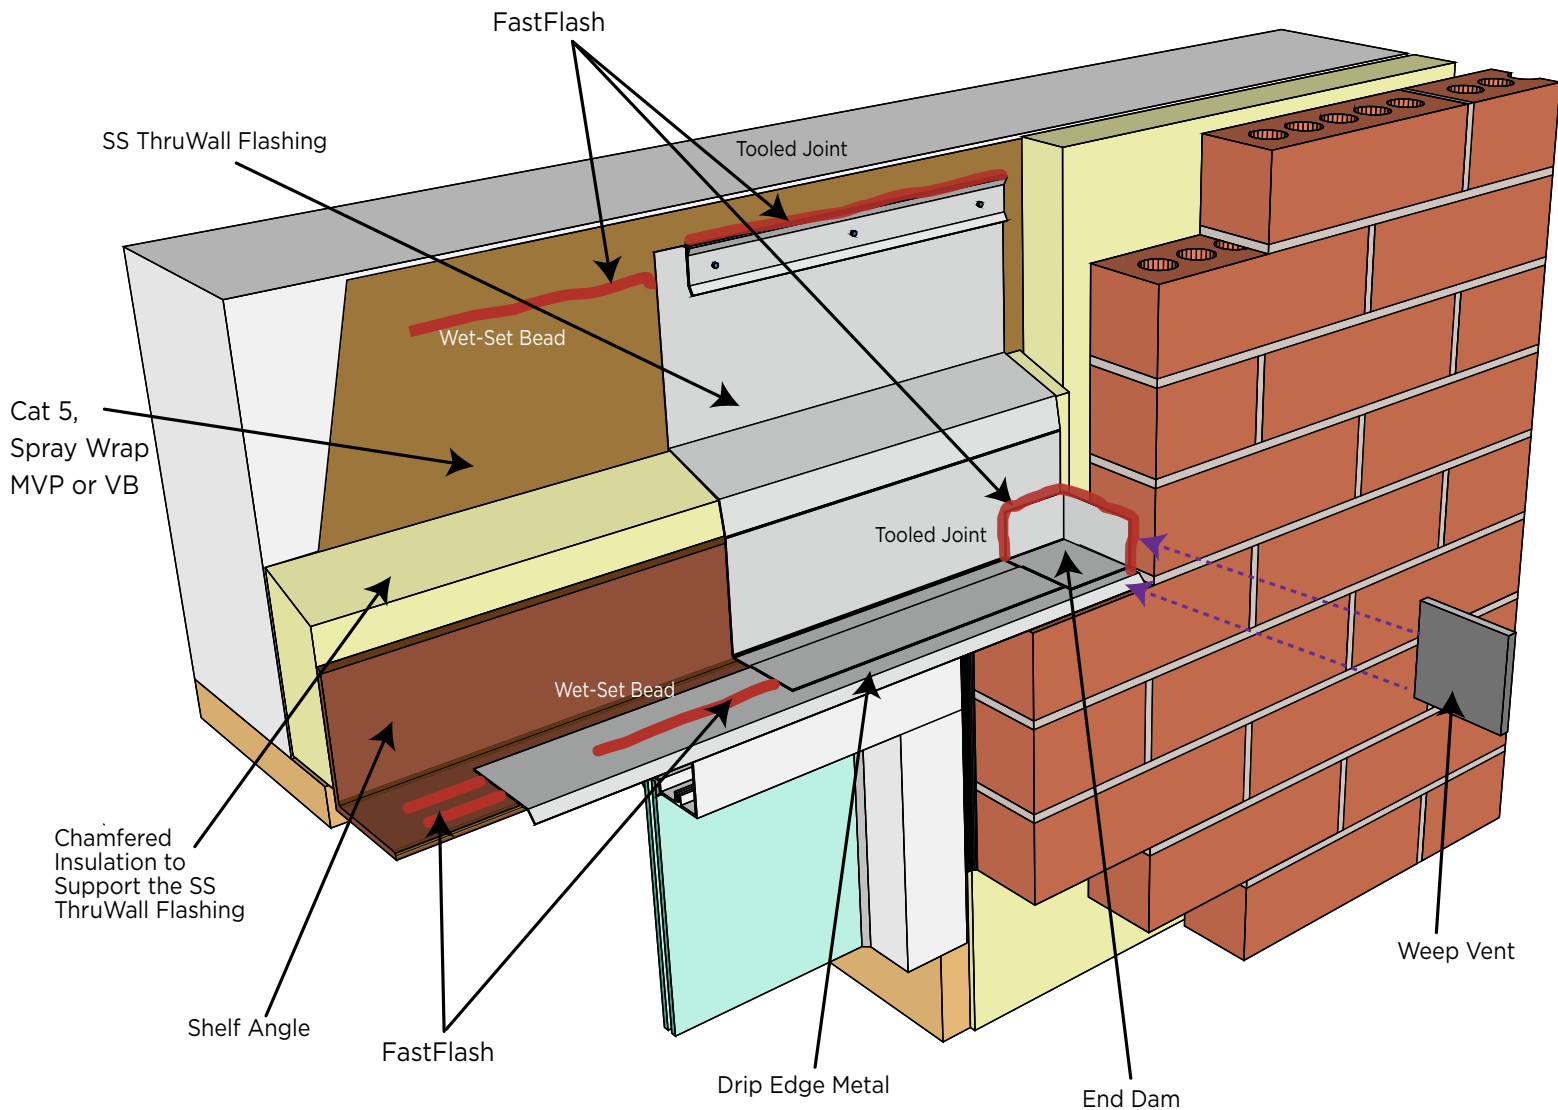 FastFlash
SS ThruWall Flashing
Tooled Joint
Wet-Set Bead
Cat 5,
Spray Wrap
MVP or VB
Tooled Joint
Wet-Set Bead
Chamfered
Insulation to
Support the SS
ThruWall Flashing
Weep Vent
Shelf Angle
FastFlash
Drip Edge Metal
End Dam